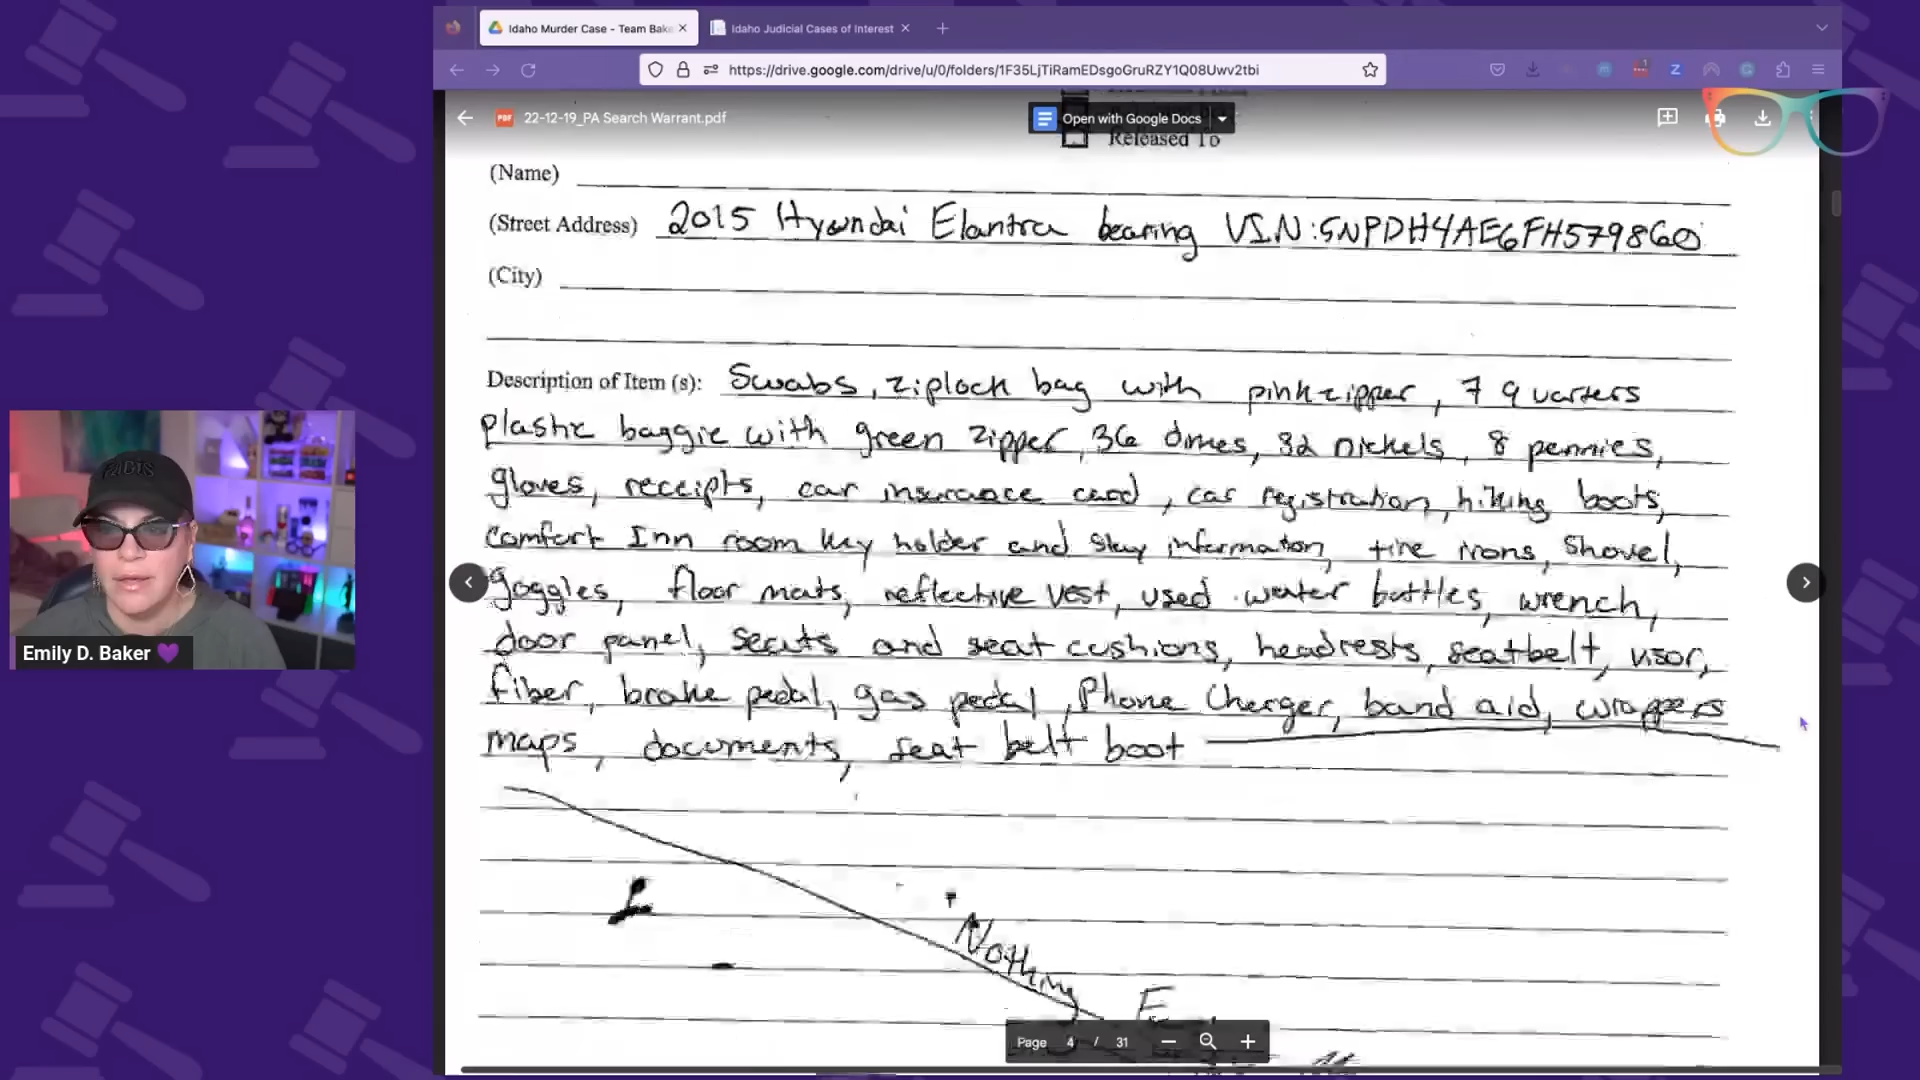 Idaho Murder Case - Team Bake
Idaho Judicial Cases of Interest
https://drive.google.com/drive/u/0/folders/1F35LjTiRamEDsgoGruRZY1Q08Uwv2tbi
PDF 22-12-19_PA Search Warrant.pdf
Open with Google Docs
Released To
(Name)
(Street Address) 2015 Hyundai Elantra bearing VIN: 5NPDH4AE6FH579860
(City)
Description of Item (s): Swabs, ziplock bag with pink zipper, 7 quarters
plastic baggie with green zipper, 36 dimes, 32 nickels, 8 pennies,
gloves, receipts, car insurance card, car registration, hiking boots,
Comfort Inn room key holder and stay information, tire irons, shovel,
goggles, floor mats, reflective vest, used water bottles, wrench,
door panel, seats and seat cushions, headrests, seatbelt, visor,
fiber, brake pedal, gas pedal, Phone Charger, band aid, wrappers
maps, documents, seat belt boot
Nothing
FACTS
Emily D. Baker 💜
Page 4 / 31